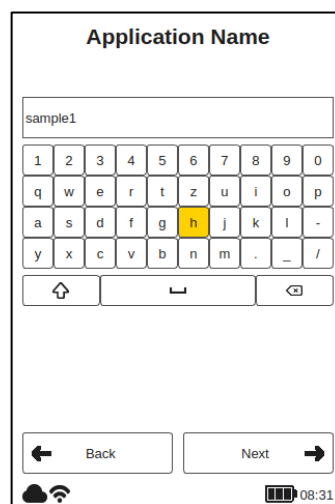 Application Name
sample1
1 2 3 4 5 6 7 8 9 0
q w e r t z u i o p
a s d f g h j k l -
y x c v b n m . _ /
Back Next
08:31